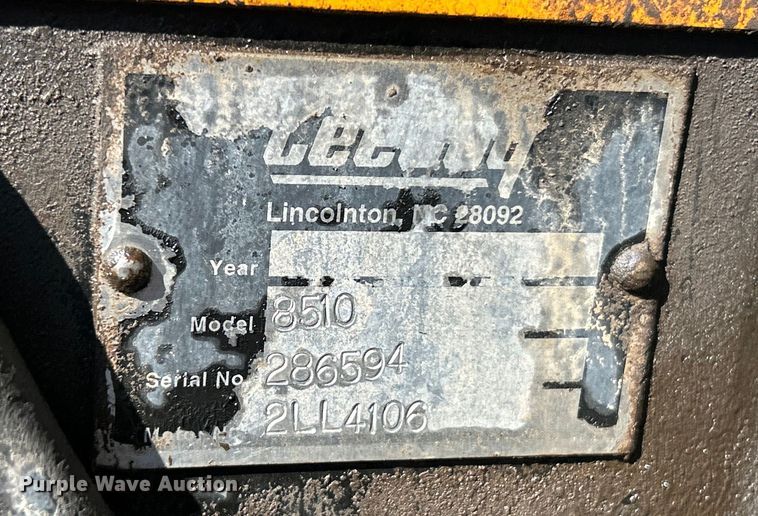 Lincolnton, NC 28092
Year
Model 8510
Serial No 286594
2LL4106
Purple Wave Auction